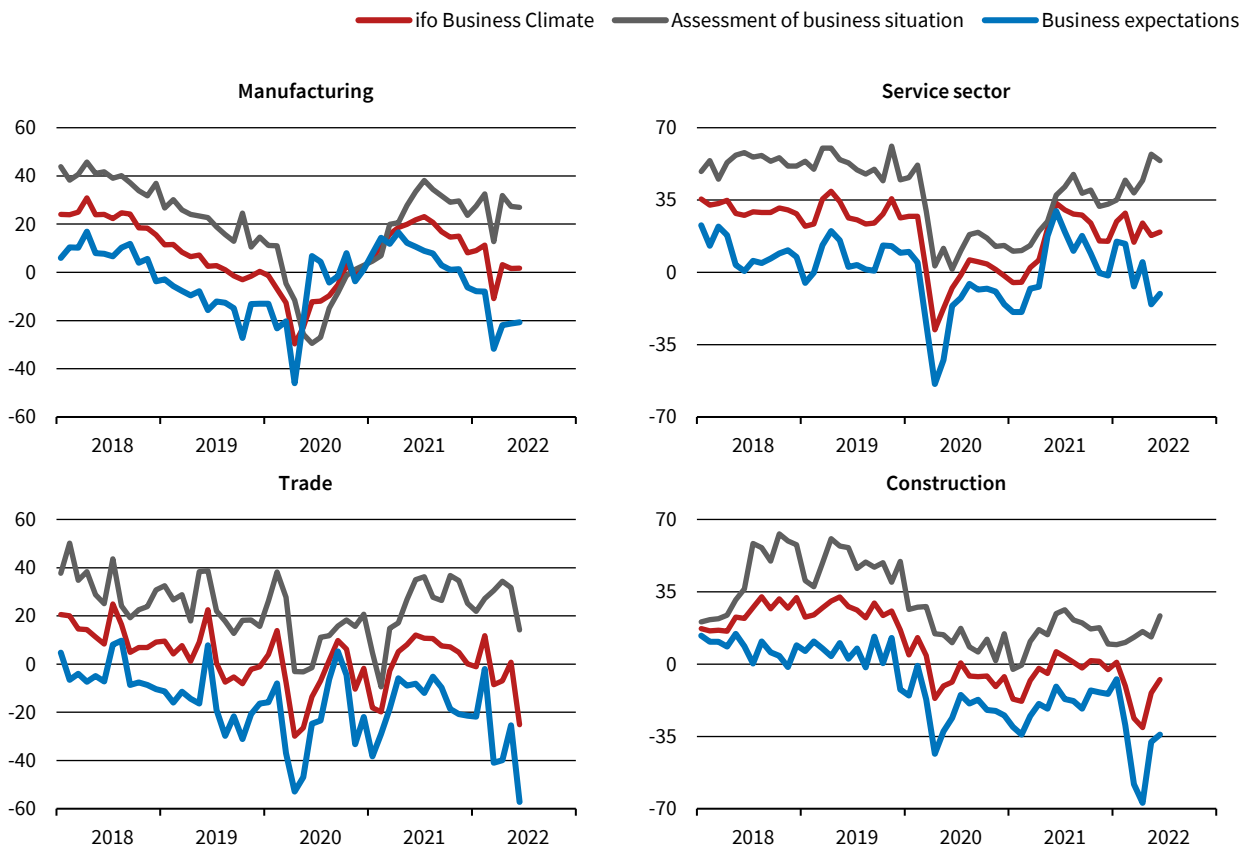 ifo Business Climate Assessment of business situation Business expectations
Manufacturing
60
40
20
0
-20
-40
-60
2018 2019 2020 2021 2022
Service sector
70
35
0
-35
-70
2018 2019 2020 2021 2022
Trade
60
40
20
0
-20
-40
-60
2018 2019 2020 2021 2022
Construction
70
35
0
-35
-70
2018 2019 2020 2021 2022